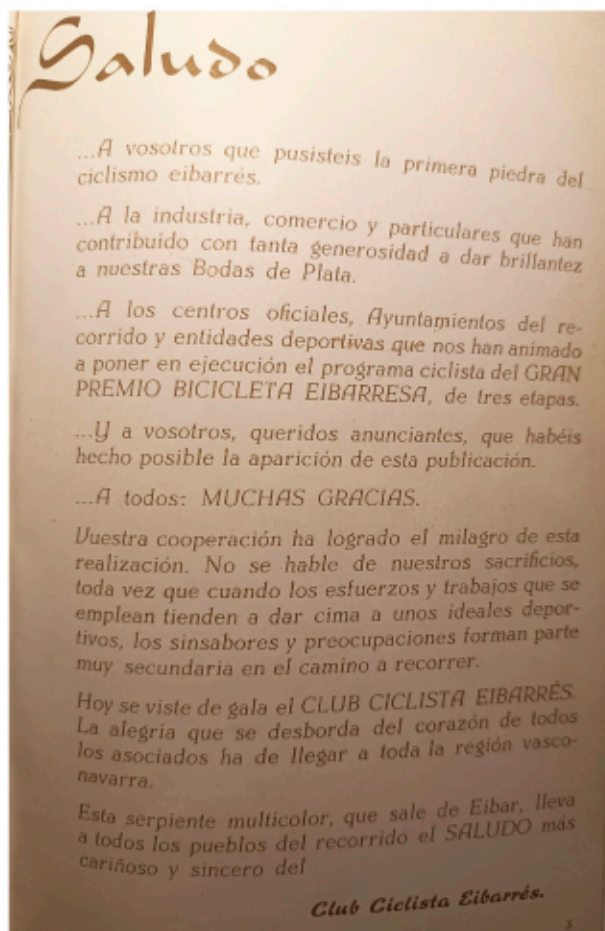 Saludo
...A vosotros que pusisteis la primera piedra del
ciclismo eibarrés.
...A la industria, comercio y particulares que han
contribuido con tanta generosidad a dar brillantez
a nuestras Bodas de Plata.
...A los centros oficiales, Ayuntamientos del re-
corrido y entidades deportivas que nos han animado
a poner en ejecución el programa ciclista del GRAN
PREMIO BICICLETA EIBARRESA, de tres etapas.
...Y a vosotros, queridos anunciantes, que habéis
hecho posible la aparición de esta publicación.
...A todos: MUCHAS GRACIAS.
Vuestra cooperación ha logrado el milagro de esta
realización. No se hable de nuestros sacrificios,
toda vez que cuando los esfuerzos y trabajos que se
emplean tienden a dar cima a unos ideales depor-
tivos, los sinsabores y preocupaciones forman parte
muy secundaria en el camino a recorrer.
Hoy se viste de gala el CLUB CICLISTA EIBARRÉS.
La alegria que se desborda del corazón de todos
los asociados ha de llegar a toda la región vasco-
navarra.
Esta serpiente multicolor, que sale de Eibar, lleva
a todos los pueblos del recorrido el SALUDO más
cariñoso y sincero del
Club Ciclista Eibarrés.